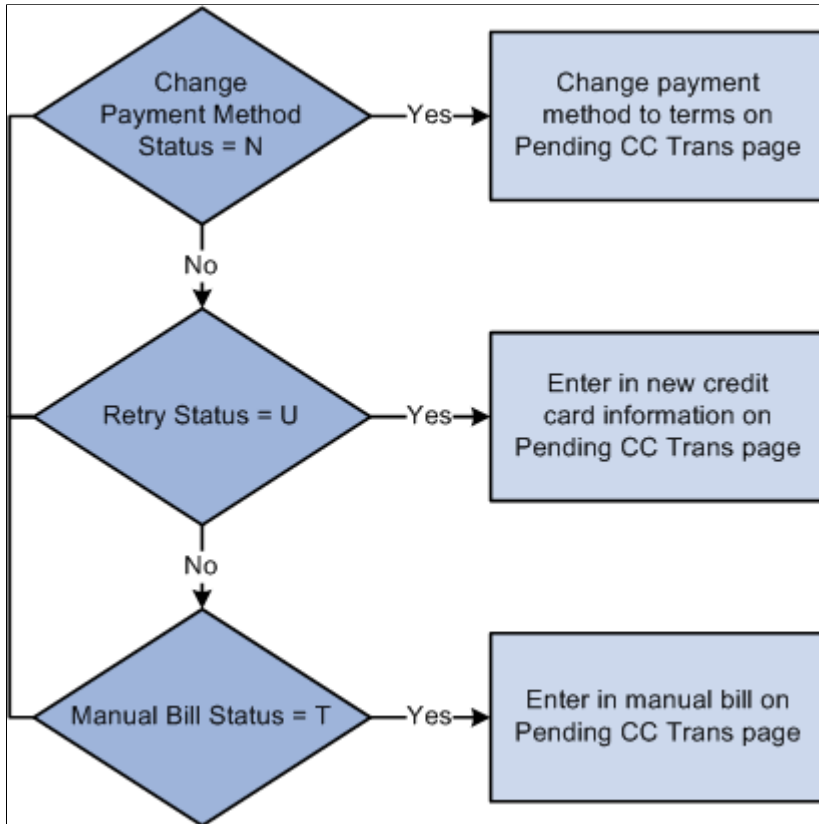 Change
Payment Method
Status = N
Yes
Change payment
method to terms on
Pending CC Trans page
No
Retry Status = U
Yes
Enter in new credit
card information on
Pending CC Trans page
No
Manual Bill Status = T
Yes
Enter in manual bill on
Pending CC Trans page